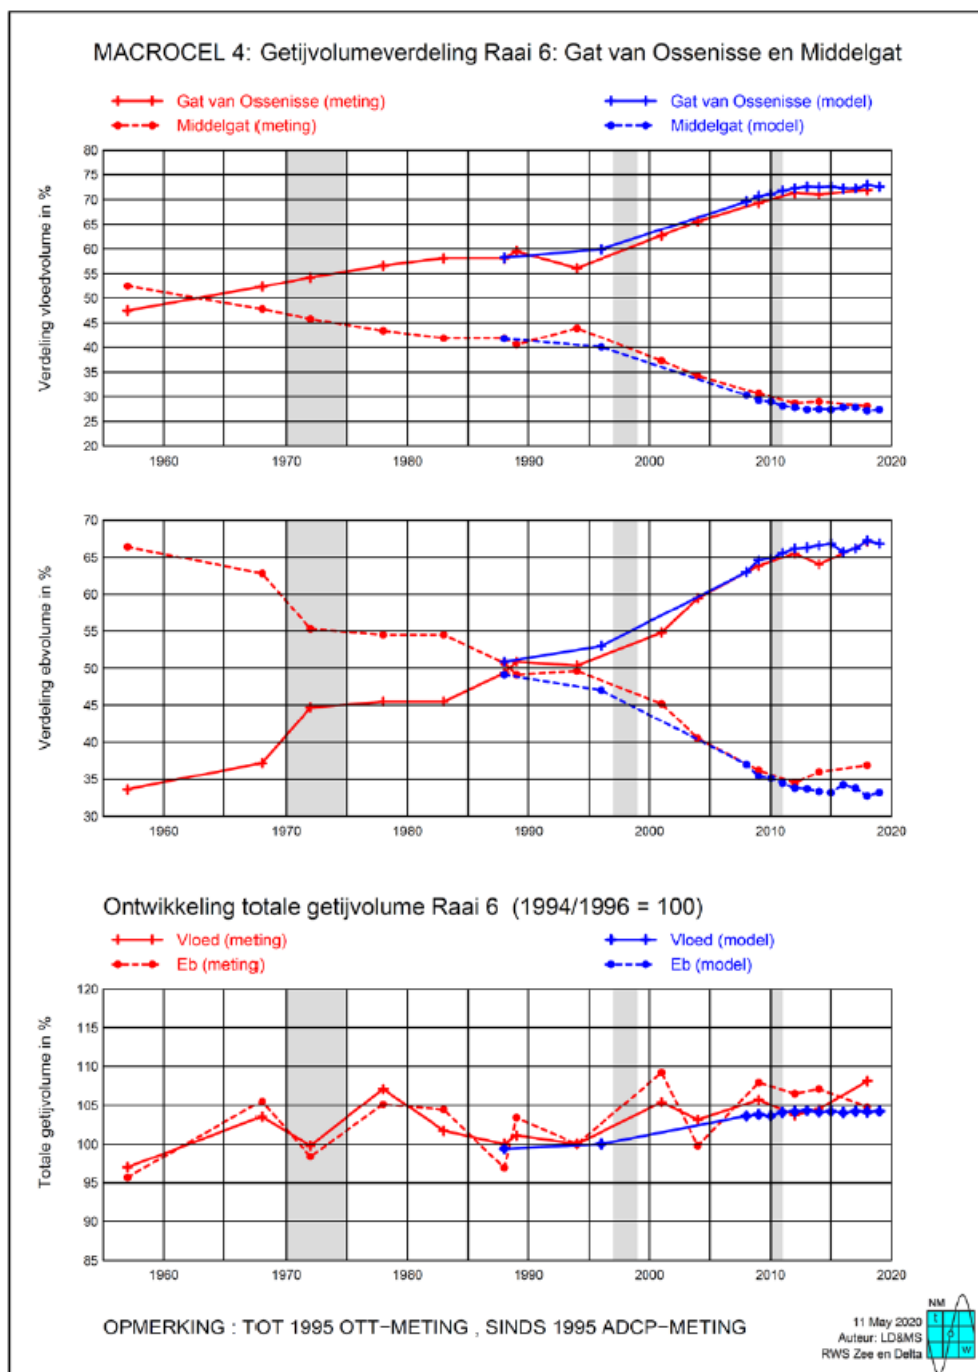 MACROCEL 4: Getijvolumeverdeling Raai 6: Gat van Ossenisse en Middelgat
Gat van Ossenisse (meting)
Middelgat (meting)
Gat van Ossenisse (model)
Middelgat (model)
Verdeling vloedvolume in %
80
75
70
65
60
55
50
45
40
35
30
25
20
1960 1970 1980 1990 2000 2010 2020
Verdeling ebvolume in %
70
65
60
55
50
45
40
35
30
1960 1970 1980 1990 2000 2010 2020
Ontwikkeling totale getijvolume Raai 6 (1994/1996 = 100)
Vloed (meting)
Eb (meting)
Vloed (model)
Eb (model)
Totale getijvolume in %
120
115
110
105
100
95
90
85
1960 1970 1980 1990 2000 2010 2020
OPMERKING : TOT 1995 OTT-METING , SINDS 1995 ADCP-METING
11 May 2020
Auteur: LD&MS
RWS Zee en Delta
NM
t
d
w